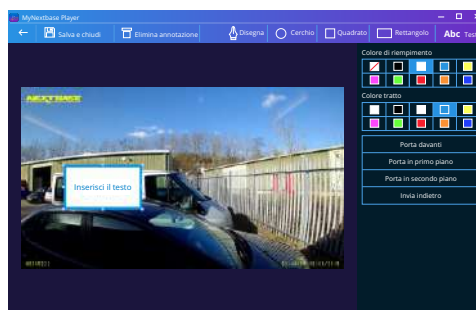 MyNextbase Player
Salva e chiudi
Elimina annotazione
Disegna
Cerchio
Quadrato
Rettangolo
Abc Test
Colore di riempimento
Colore tratto
Porta davanti
Porta in primo piano
Porta in secondo piano
Invia indietro
NEXTBASE
Inserisci il testo